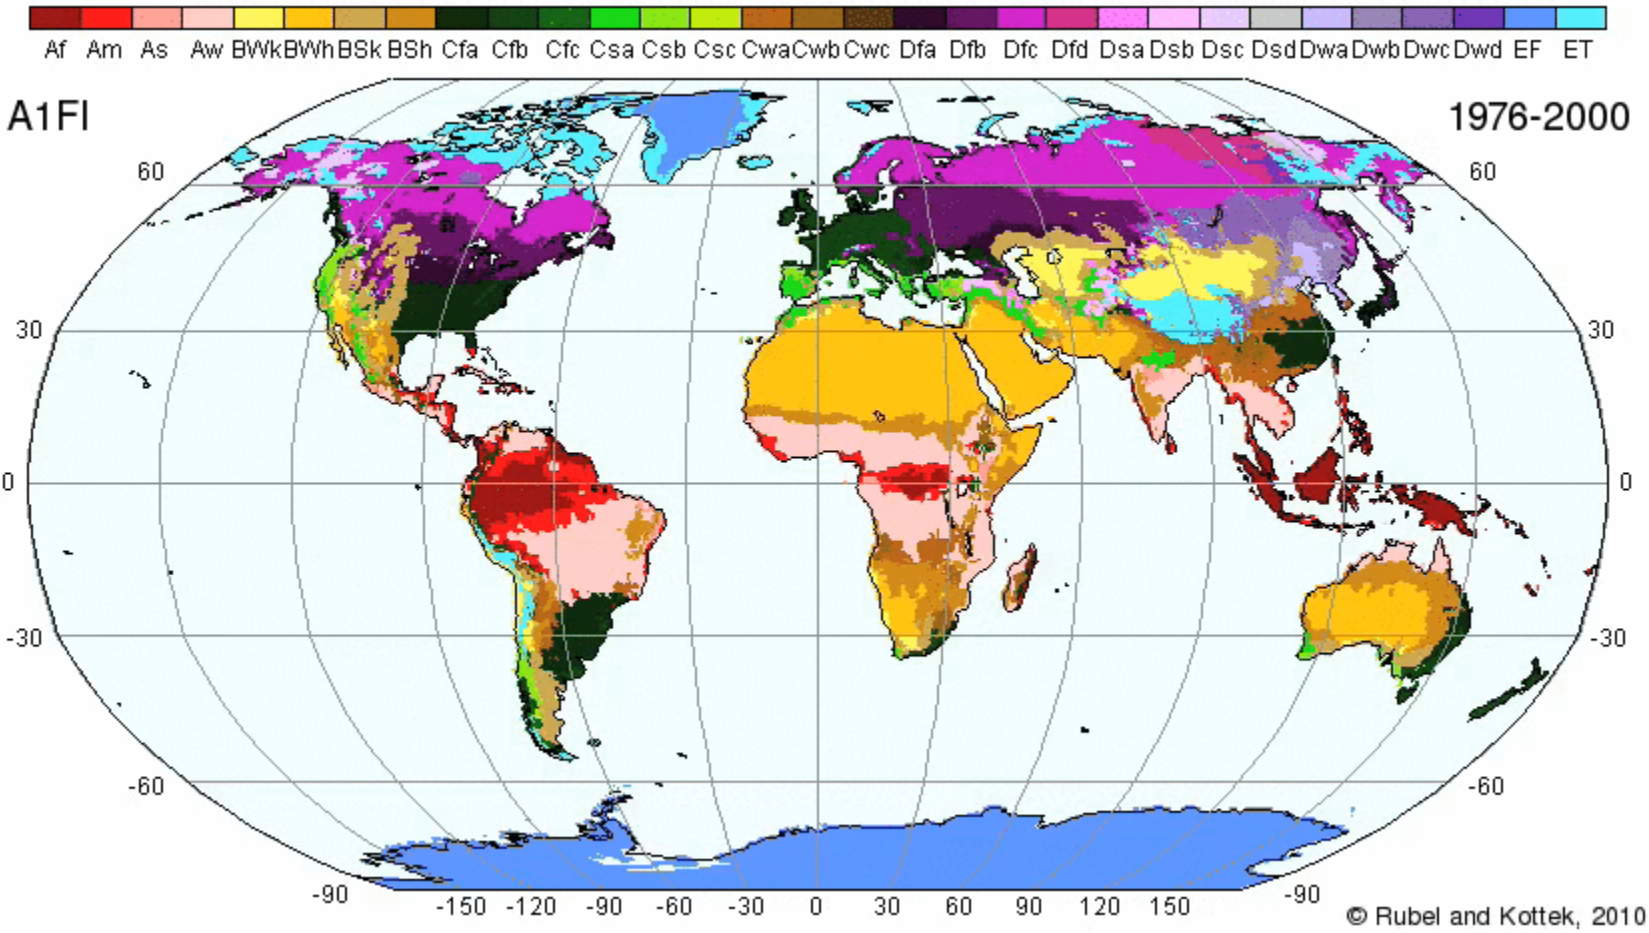 Af Am As Aw BWk BWh BSk BSh Cfa Cfb Cfc Csa Csb Csc Cwa Cwb Cwc Dfa Dfb Dfc Dfd Dsa Dsb Dsc Dsd Dwa Dwb Dwc Dwd EF ET
A1FI 1976-2000
60 60
30 30
0 0
-30 -30
-60 -60
-90 -90
-150 -120 -90 -60 -30 0 30 60 90 120 150
© Rubel and Kottek, 2010